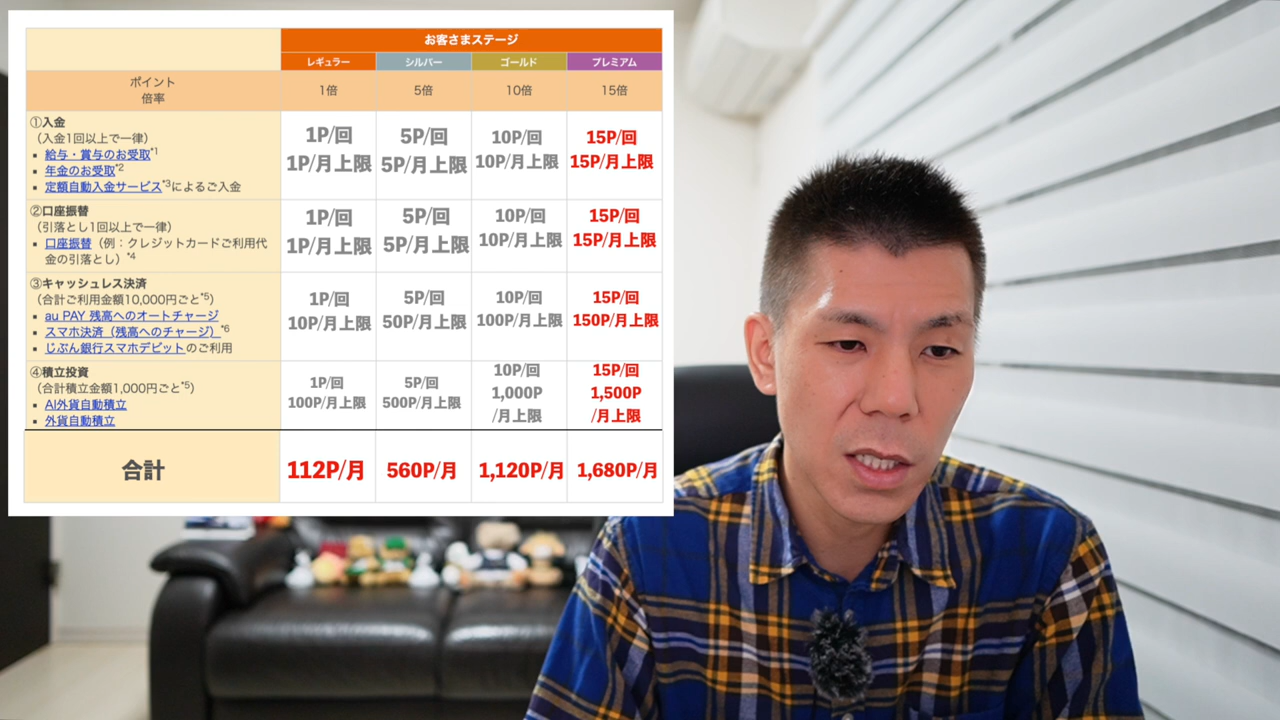 お客さまステージ
レギュラー シルバー ゴールド プレミアム
ポイント
倍率
1倍 5倍 10倍 15倍
①入金
(入金1回以上で一律)
▪ 給与・賞与のお受取*1
▪ 年金のお受取*2
▪ 定額自動入金サービス*3によるご入金
1P/回
1P/月上限
5P/回
5P/月上限
10P/回
10P/月上限
15P/回
15P/月上限
②口座振替
(引落とし1回以上で一律)
▪ 口座振替(例:クレジットカードご利用代
金の引落とし)*4
1P/回
1P/月上限
5P/回
5P/月上限
10P/回
10P/月上限
15P/回
15P/月上限
③キャッシュレス決済
(合計ご利用金額10,000円ごと*5)
▪ au PAY 残高へのオートチャージ
▪ スマホ決済(残高へのチャージ)*6
▪ じぶん銀行スマホデビットのご利用
1P/回
10P/月上限
5P/回
50P/月上限
10P/回
100P/月上限
15P/回
150P/月上限
④積立投資
(合計積立金額1,000円ごと*5)
▪ AI外貨自動積立
▪ 外貨自動積立
1P/回
100P/月上限
5P/回
500P/月上限
10P/回
1,000P
/月上限
15P/回
1,500P
/月上限
合計
112P/月 560P/月 1,120P/月 1,680P/月